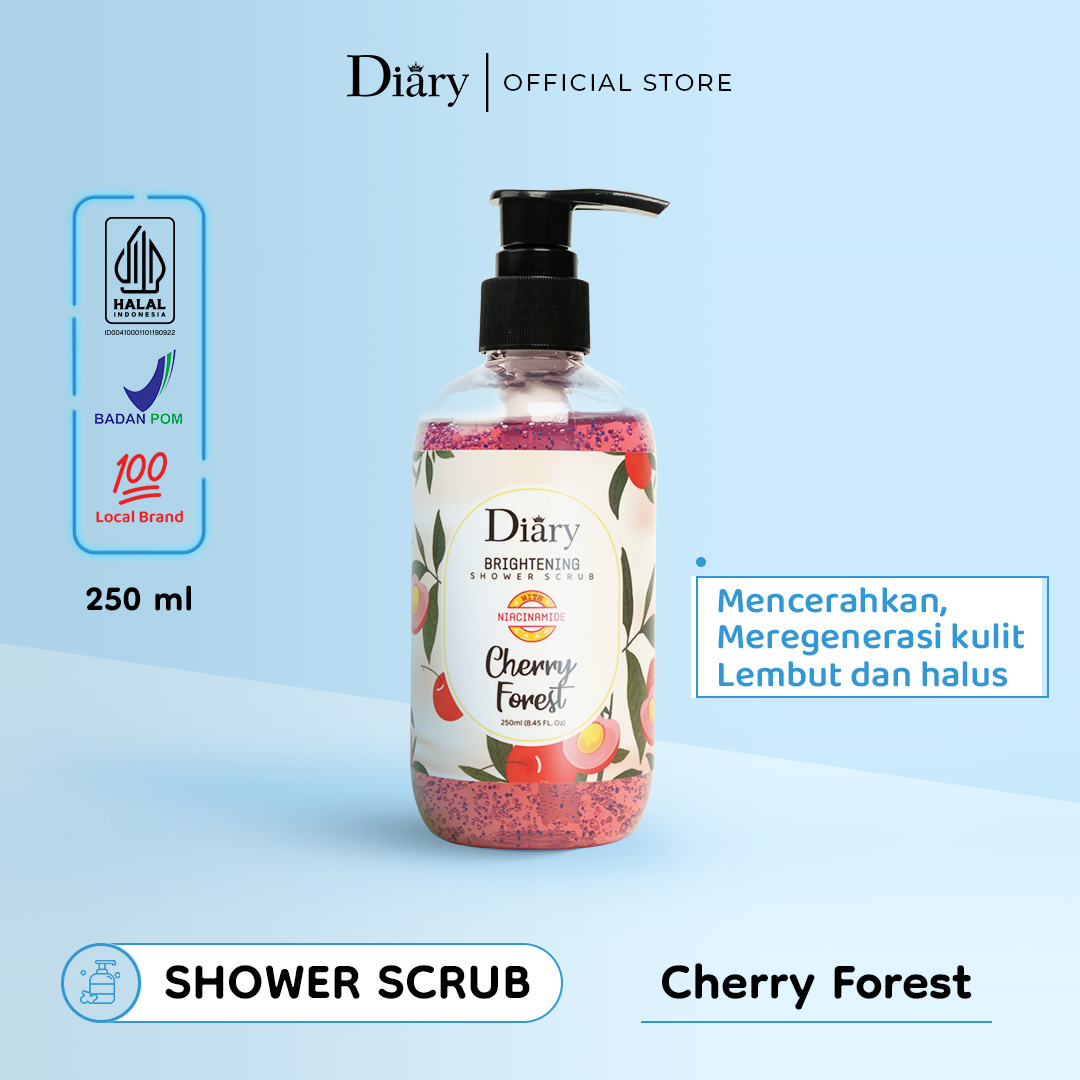 Diary | OFFICIAL STORE
HALAL
INDONESIA
ID00410001101190922
BADAN POM
100
Local Brand
250 ml
Diary
BRIGHTENING
SHOWER SCRUB
WITH
NIACINAMIDE
Cherry
Forest
250ml (8.45 FL. Oz)
Mencerahkan,
Meregenerasi kulit
Lembut dan halus
SHOWER SCRUB
Cherry Forest